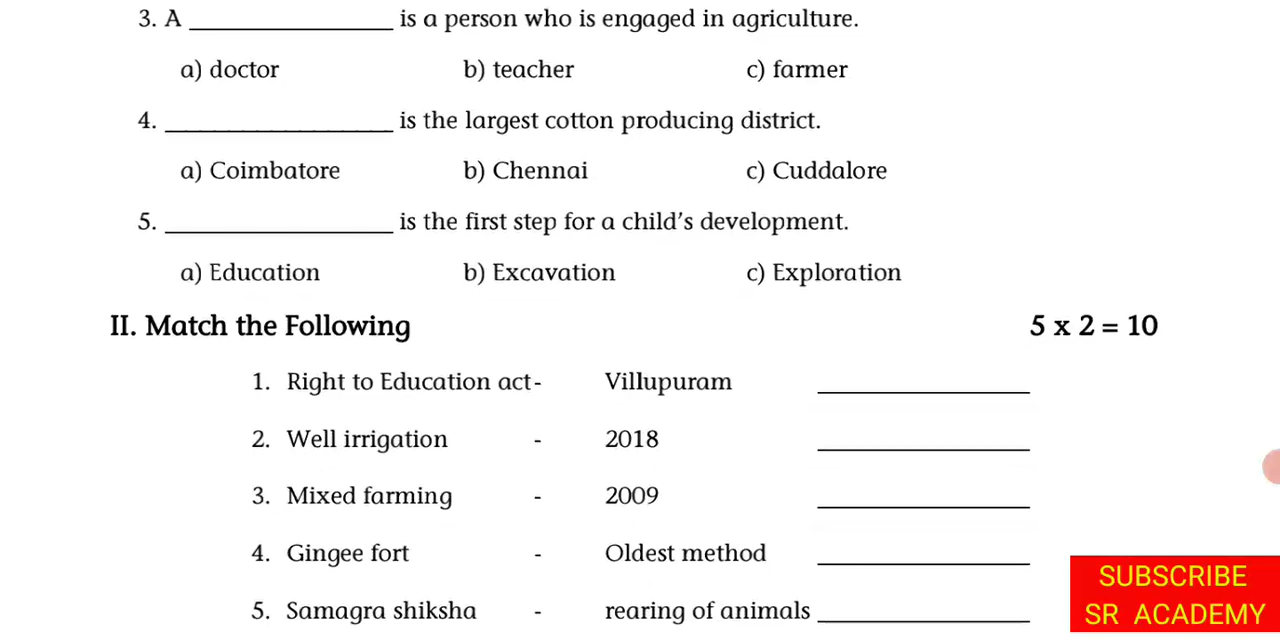 3. A _______________ is a person who is engaged in agriculture.
a) doctor b) teacher c) farmer
4. _________________ is the largest cotton producing district.
a) Coimbatore b) Chennai c) Cuddalore
5. _________________ is the first step for a child's development.
a) Education b) Excavation c) Exploration
II. Match the Following 5 x 2 = 10
1. Right to Education act - Villupuram ________________
2. Well irrigation - 2018 ________________
3. Mixed farming - 2009 ________________
4. Gingee fort - Oldest method ________________
5. Samagra shiksha - rearing of animals ________________
SUBSCRIBE
SR ACADEMY